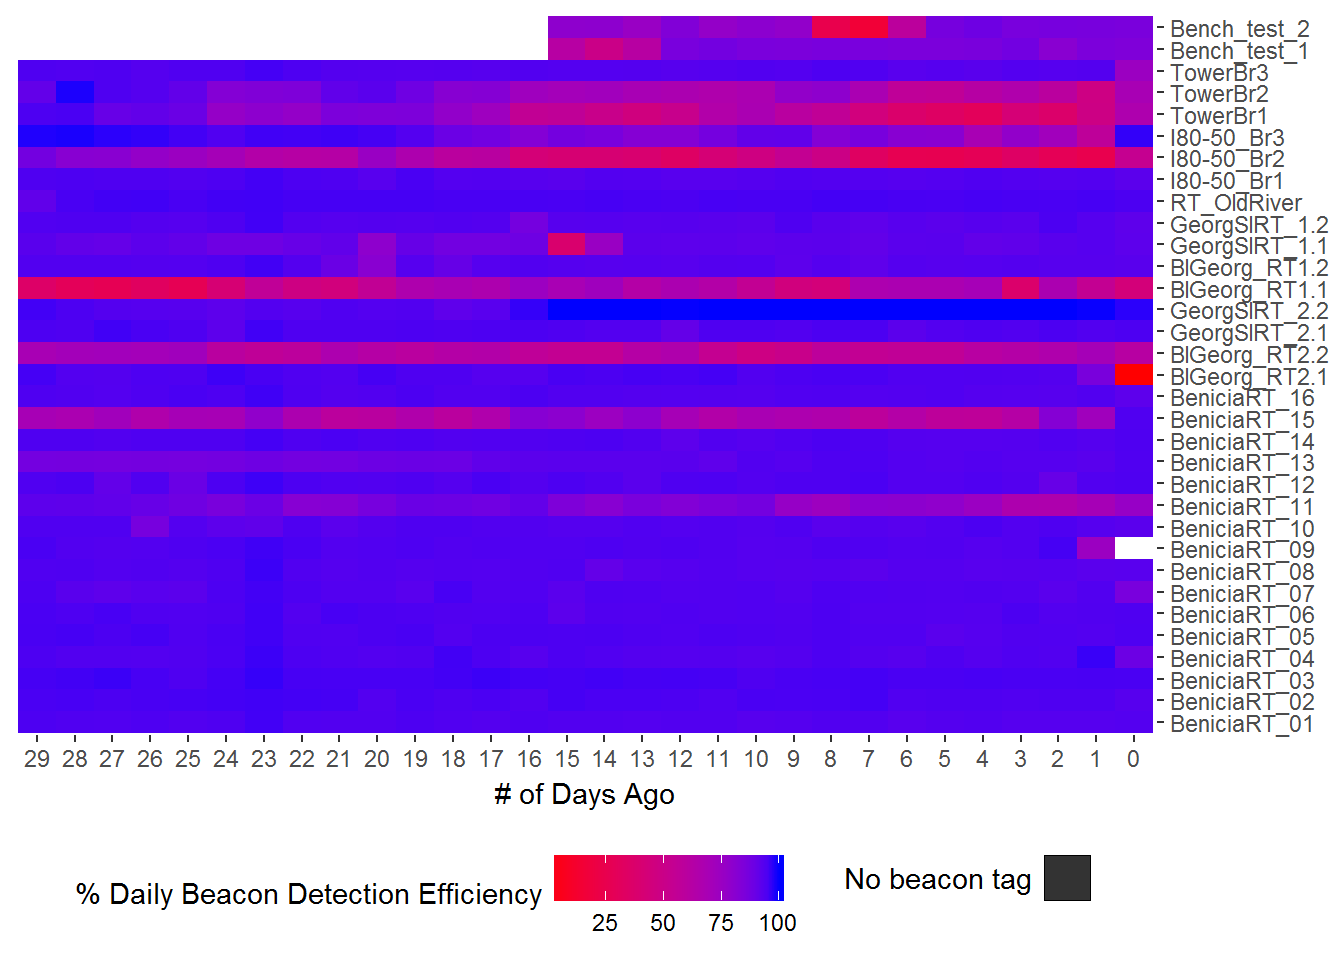 Bench_test_2
Bench_test_1
TowerBr3
TowerBr2
TowerBr1
I80-50_Br3
I80-50_Br2
I80-50_Br1
RT_OldRiver
GeorgSlRT_1.2
GeorgSlRT_1.1
BlGeorg_RT1.2
BlGeorg_RT1.1
GeorgSlRT_2.2
GeorgSlRT_2.1
BlGeorg_RT2.2
BlGeorg_RT2.1
BeniciaRT_16
BeniciaRT_15
BeniciaRT_14
BeniciaRT_13
BeniciaRT_12
BeniciaRT_11
BeniciaRT_10
BeniciaRT_09
BeniciaRT_08
BeniciaRT_07
BeniciaRT_06
BeniciaRT_05
BeniciaRT_04
BeniciaRT_03
BeniciaRT_02
BeniciaRT_01
29 28 27 26 25 24 23 22 21 20 19 18 17 16 15 14 13 12 11 10 9 8 7 6 5 4 3 2 1 0
# of Days Ago
% Daily Beacon Detection Efficiency
25 50 75 100
No beacon tag